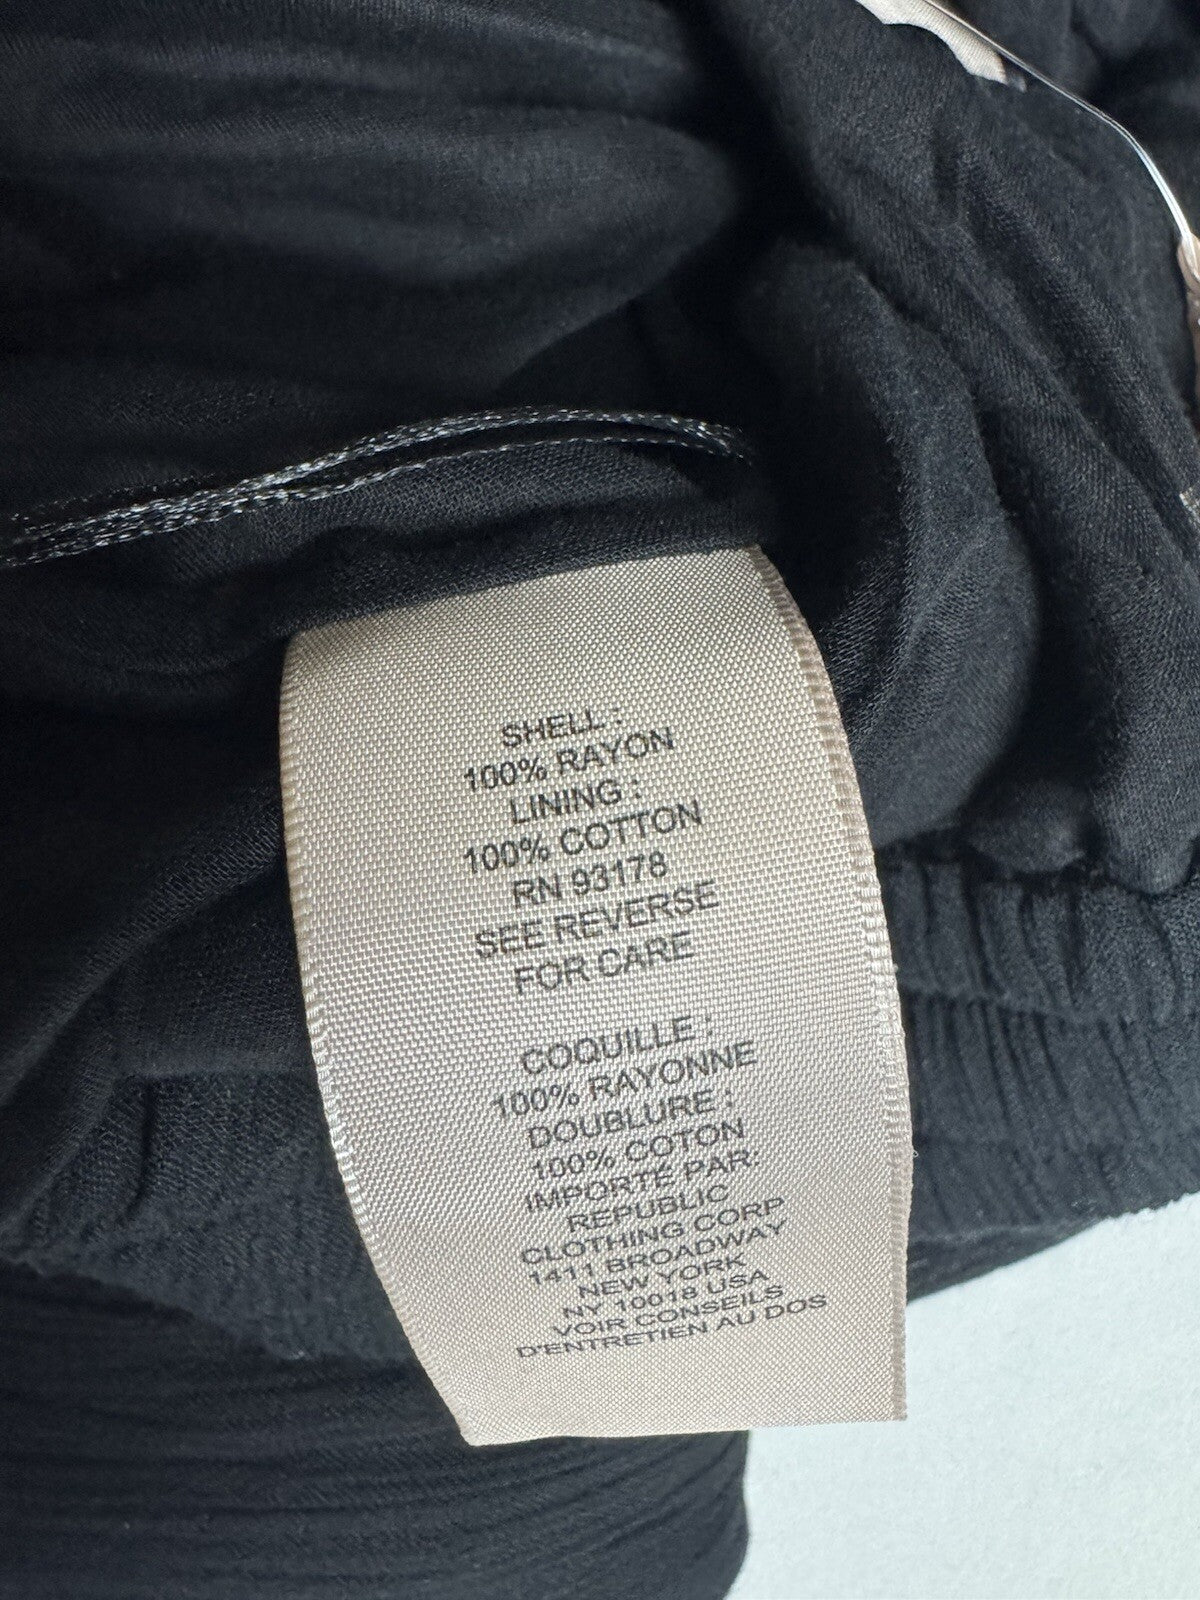 SHELL :
100% RAYON
LINING :
100% COTTON
RN 93178
SEE REVERSE
FOR CARE
COQUILLE :
100% RAYONNE
DOUBLURE :
100% COTON
IMPORTÉ PAR:
REPUBLIC
CLOTHING CORP
1411 BROADWAY
NEW YORK
NY 10018 USA
VOIR CONSEILS
D'ENTRETIEN AU DOS